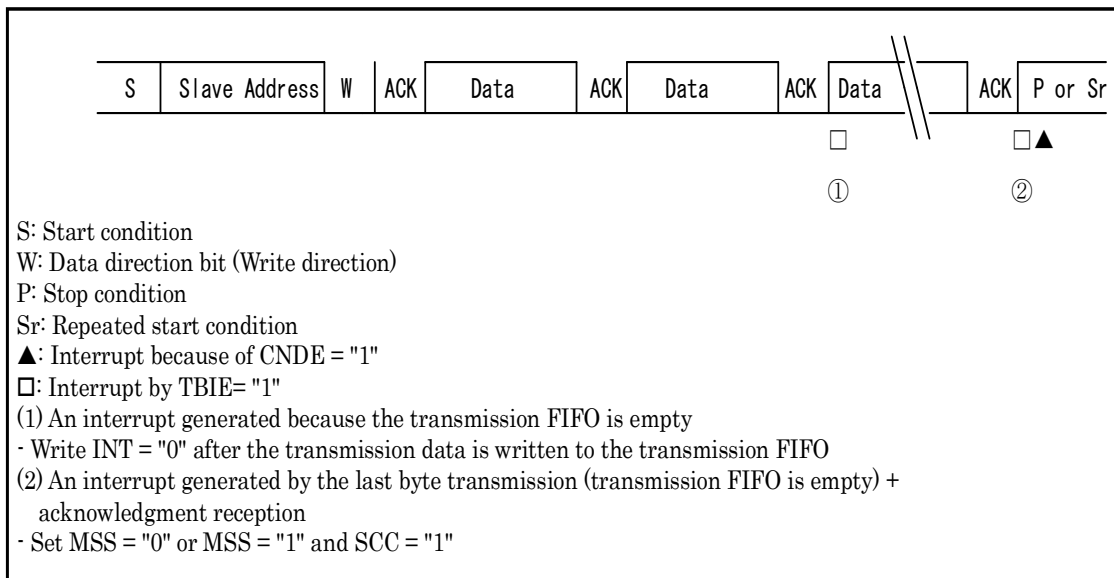 S Slave Address W ACK Data ACK Data ACK Data ACK P or Sr
□ □▲
① ②
S: Start condition
W: Data direction bit (Write direction)
P: Stop condition
Sr: Repeated start condition
▲: Interrupt because of CNDE = "1"
□: Interrupt by TBIE= "1"
(1) An interrupt generated because the transmission FIFO is empty
- Write INT = "0" after the transmission data is written to the transmission FIFO
(2) An interrupt generated by the last byte transmission (transmission FIFO is empty) +
acknowledgment reception
- Set MSS = "0" or MSS = "1" and SCC = "1"